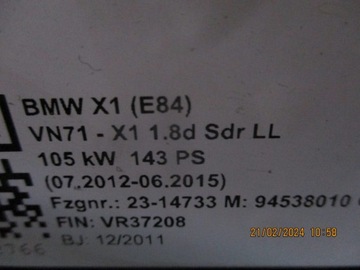 BMW X1 (E84)
VN71 - X1 1.8d Sdr LL
105 kW 143 PS
(07.2012-06.2015)
Fzgnr.: 23-14733 M: 94538010
FIN: VR37208
BJ: 12/2011
21/02/2024 10:58
2766